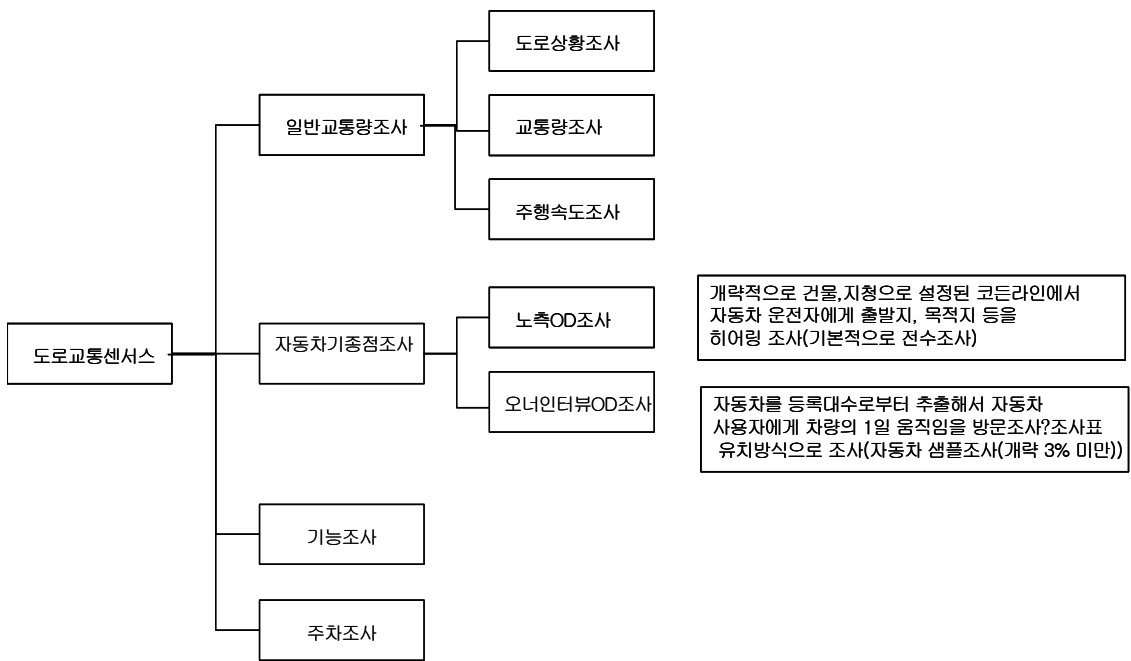 도로상황조사
일반교통량조사
교통량조사
주행속도조사
도로교통센서스
자동차기종점조사
노측OD조사
개략적으로 건물,지청으로 설정된 코든라인에서
자동차 운전자에게 출발지, 목적지 등을
히어링 조사(기본적으로 전수조사)
오너인터뷰OD조사
자동차를 등록대수로부터 추출해서 자동차
사용자에게 차량의 1일 움직임을 방문조사?조사표
유치방식으로 조사(자동차 샘플조사(개략 3% 미만))
기능조사
주차조사